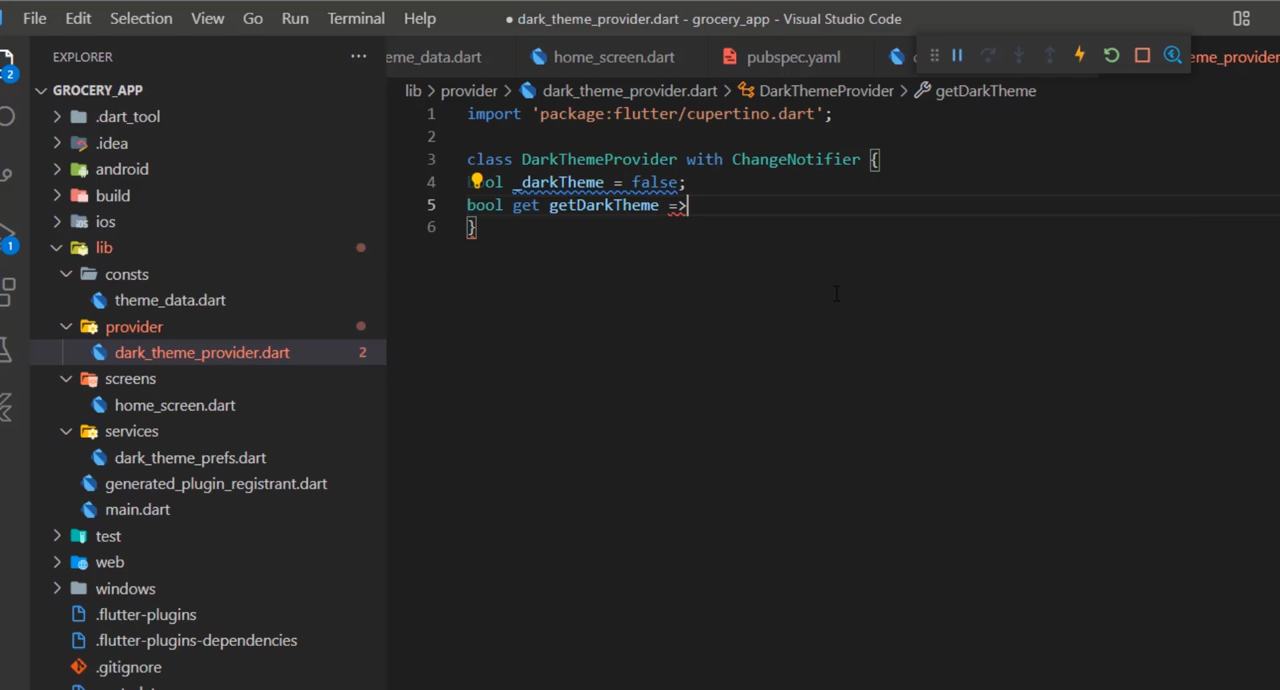 File Edit Selection View Go Run Terminal Help ● dark_theme_provider.dart - grocery_app - Visual Studio Code
EXPLORER ···
eme_data.dart home_screen.dart pubspec.yaml eme_provider
GROCERY_APP
lib > provider > dark_theme_provider.dart > DarkThemeProvider > getDarkTheme
1 import 'package:flutter/cupertino.dart';
2
3 class DarkThemeProvider with ChangeNotifier {
4 ol _darkTheme = false;
5 bool get getDarkTheme =>
6 }
2
1
.dart_tool
.idea
android
build
ios
lib
consts
theme_data.dart
provider
dark_theme_provider.dart 2
screens
home_screen.dart
services
dark_theme_prefs.dart
generated_plugin_registrant.dart
main.dart
test
web
windows
.flutter-plugins
.flutter-plugins-dependencies
.gitignore